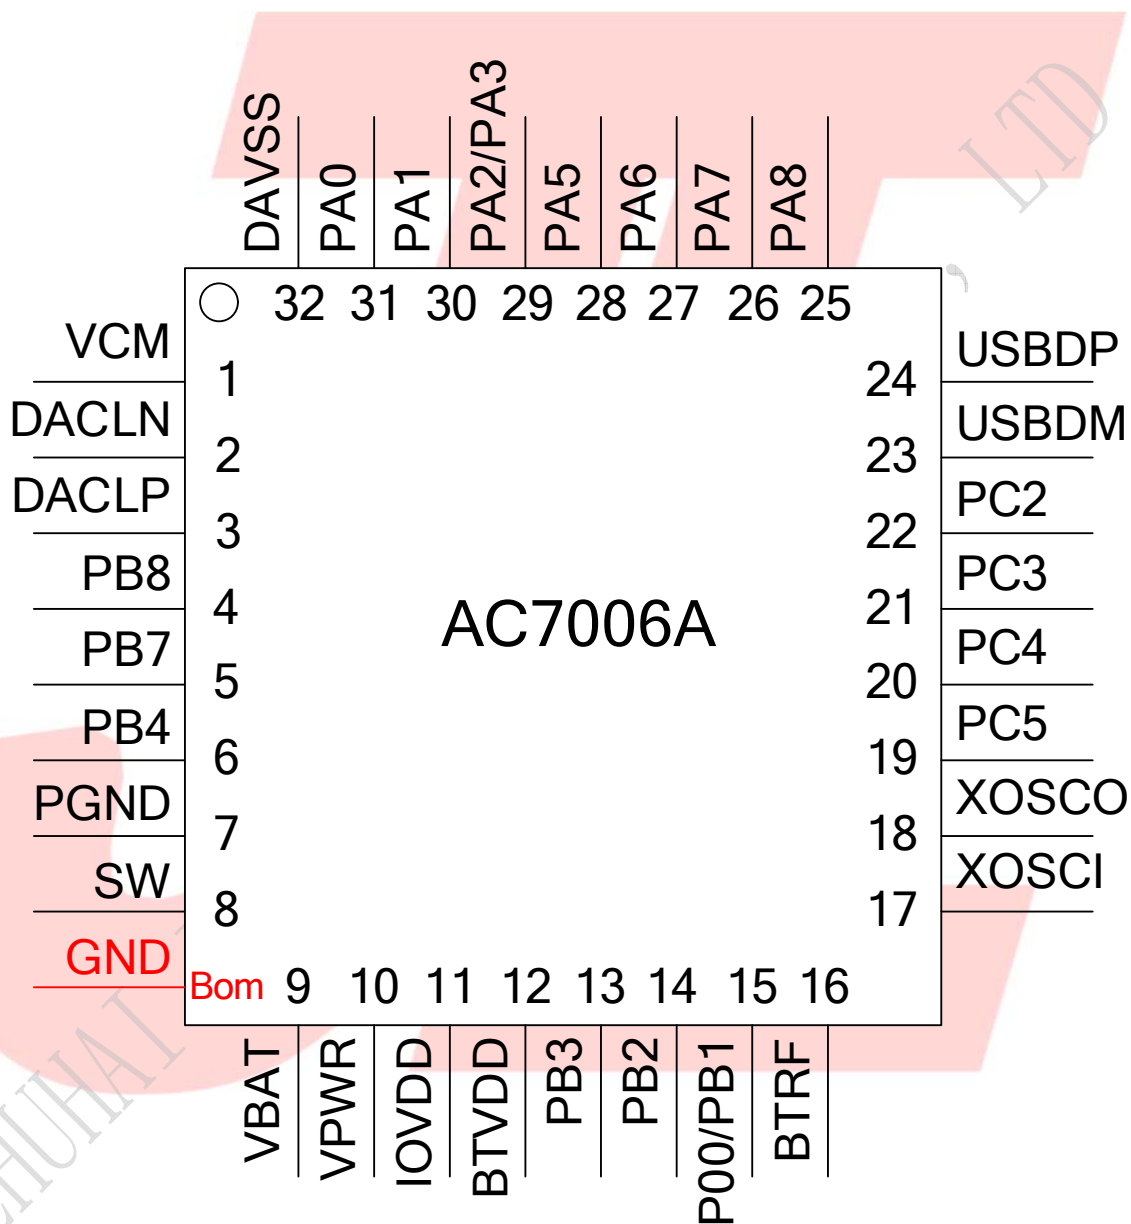 DAVSS
PA0
PA1
PA2/PA3
PA5
PA6
PA7
PA8
32 31 30 29 28 27 26 25
VCM 1
DACLN 2
DACLP 3
PB8 4
PB7 5
PB4 6
PGND 7
SW 8
GND Bom
AC7006A
24 USBDP
23 USBDM
22 PC2
21 PC3
20 PC4
19 PC5
18 XOSCO
17 XOSCI
9 10 11 12 13 14 15 16
VBAT
VPWR
IOVDD
BTVDD
PB3
PB2
P00/PB1
BTRF
LTD